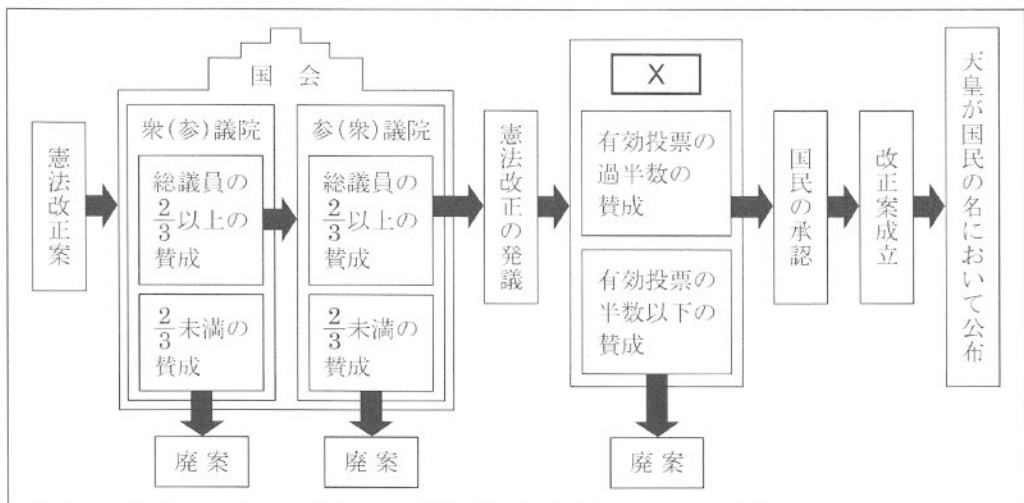 憲法改正案
国会
衆(参)議院
総議員の
2/3以上の
賛成
2/3未満の
賛成
廃案
参(衆)議院
総議員の
2/3以上の
賛成
2/3未満の
賛成
廃案
憲法改正の発議
X
有効投票の
過半数の
賛成
有効投票の
半数以下の
賛成
廃案
国民の承認
改正案成立
天皇が国民の名において公布